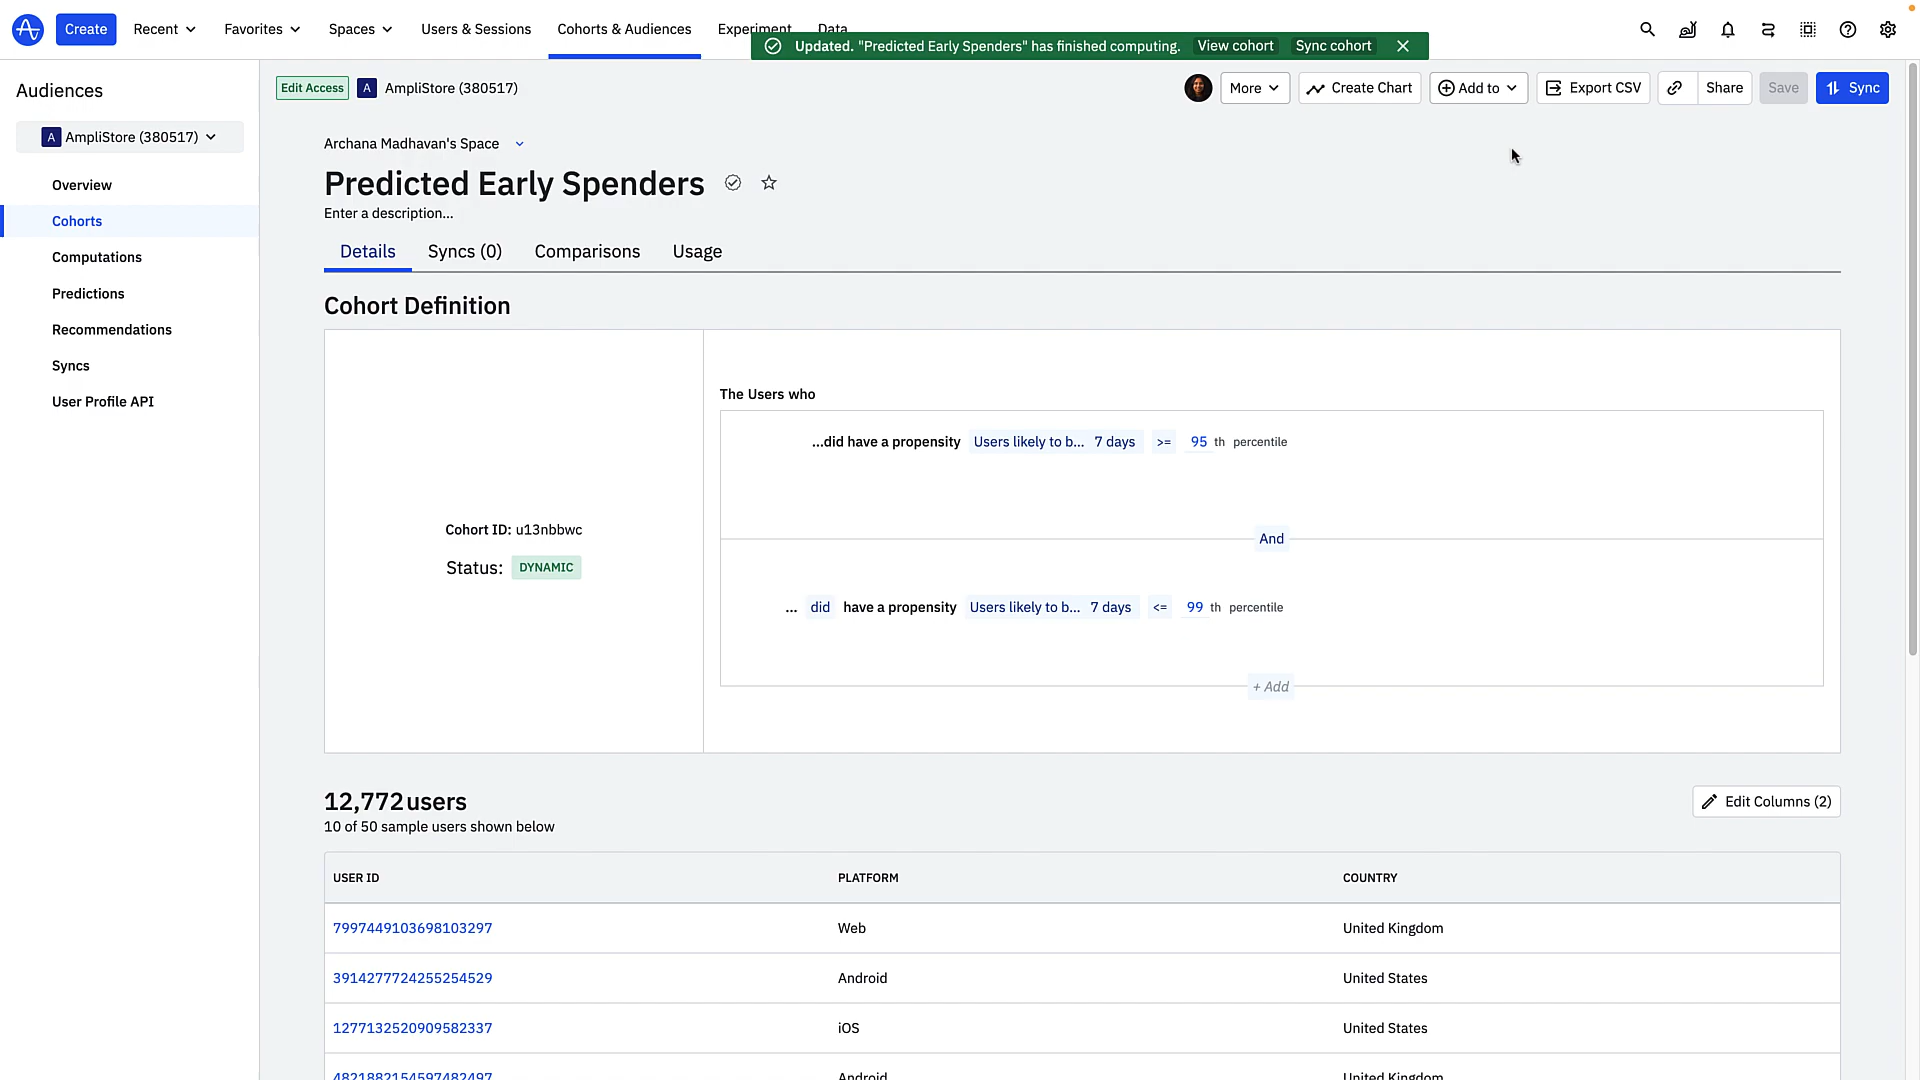 Create
Recent
Favorites
Spaces
Users & Sessions
Cohorts & Audiences
Experiment
Data
Updated. "Predicted Early Spenders" has finished computing. View cohort Sync cohort
Audiences
A AmpliStore (380517)
Overview
Cohorts
Computations
Predictions
Recommendations
Syncs
User Profile API
Edit Access A AmpliStore (380517)
More
Create Chart
Add to
Export CSV
Share
Save
Sync
Archana Madhavan's Space
Predicted Early Spenders
Enter a description...
Details Syncs (0) Comparisons Usage
Cohort Definition
Cohort ID: u13nbbwc
Status: DYNAMIC
The Users who
...did have a propensity Users likely to b... 7 days >= 95 th percentile
And
... did have a propensity Users likely to b... 7 days <= 99 th percentile
+ Add
12,772 users
10 of 50 sample users shown below
Edit Columns (2)
USER ID PLATFORM COUNTRY
7997449103698103297 Web United Kingdom
3914277724255254529 Android United States
1277132520909582337 iOS United States
4821882154597482497 Android United Kingdom